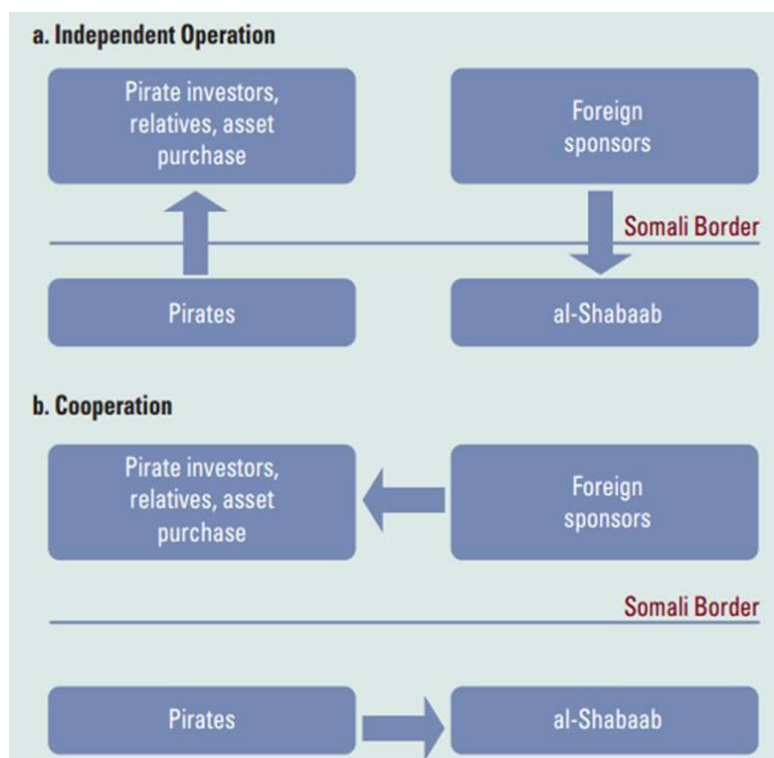 a. Independent Operation
Pirate investors,
relatives, asset
purchase
Foreign
sponsors
Somali Border
Pirates
al-Shabaab
b. Cooperation
Pirate investors,
relatives, asset
purchase
Foreign
sponsors
Somali Border
Pirates
al-Shabaab